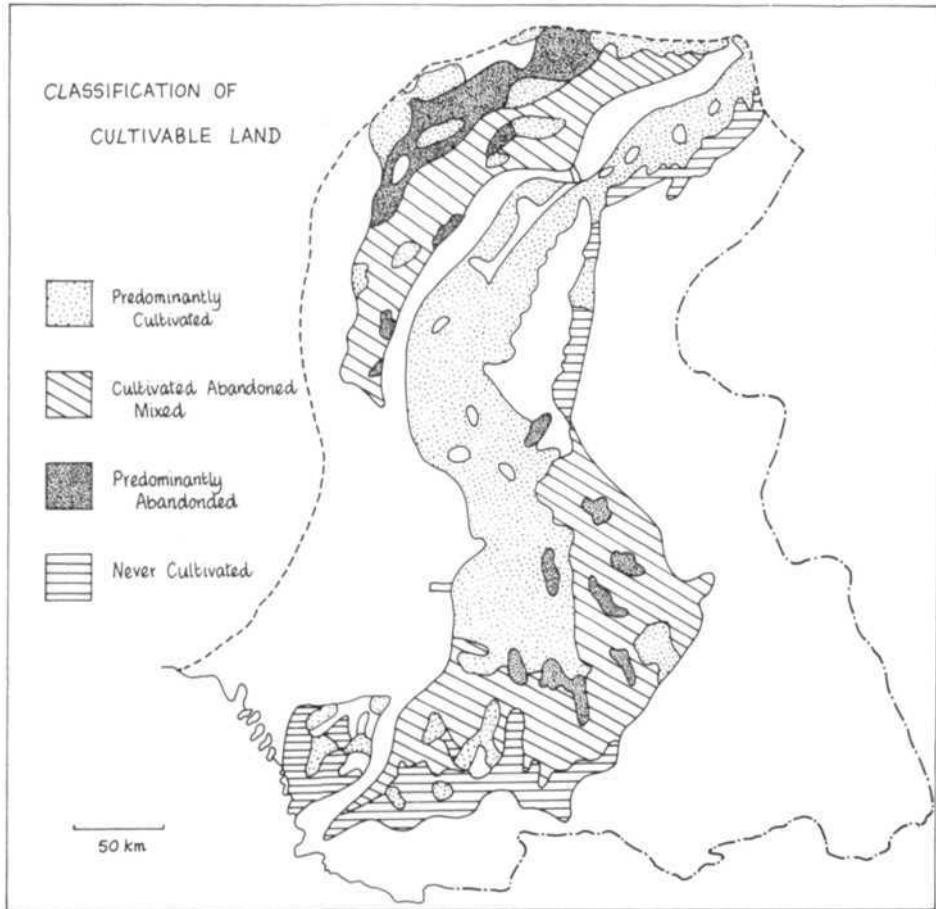 CLASSIFICATION OF
CULTIVABLE LAND
Predominantly
Cultivated
Cultivated Abandoned
Mixed
Predominantly
Abandonded
Never Cultivated
50 km